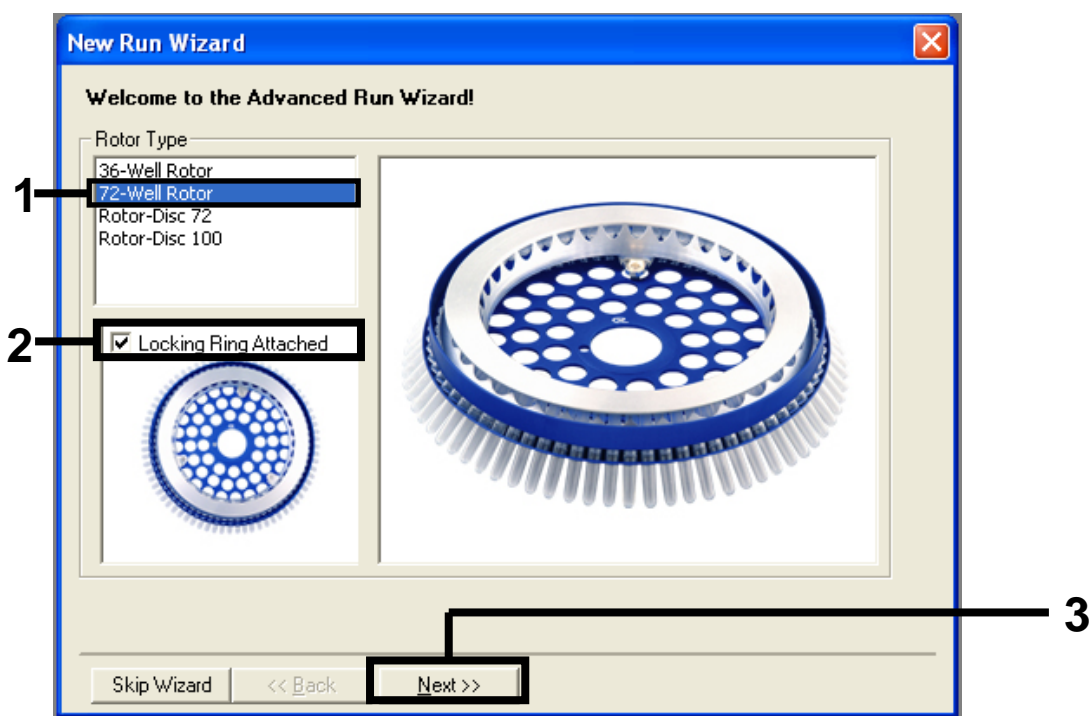 New Run Wizard
Welcome to the Advanced Run Wizard!
Rotor Type
36-Well Rotor
1
72-Well Rotor
Rotor-Disc 72
Rotor-Disc 100
2
Locking Ring Attached
3
Skip Wizard
<< Back
Next >>